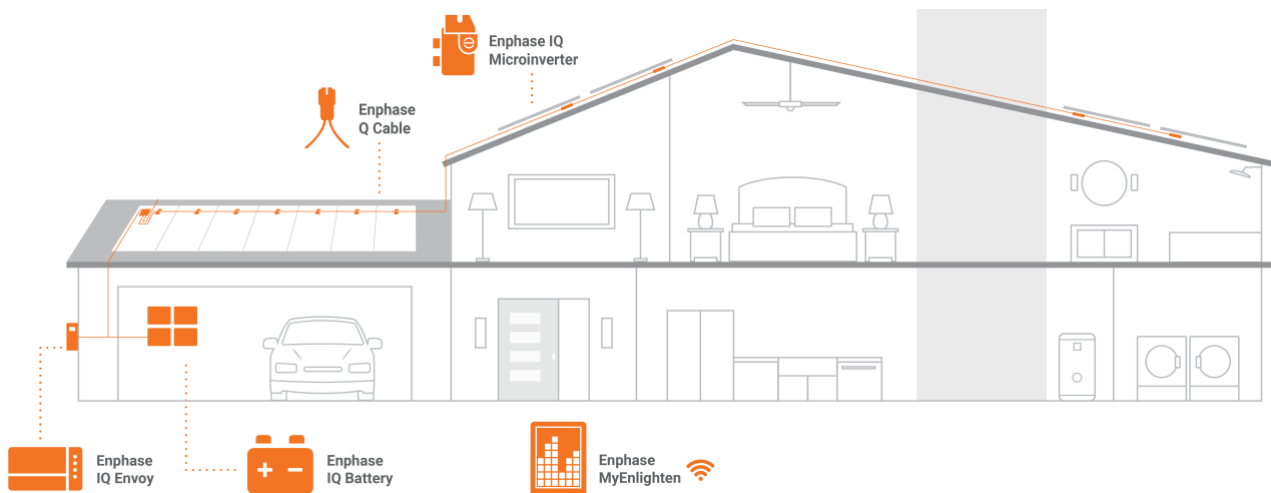 Enphase IQ
Microinverter
Enphase
Q Cable
Enphase
IQ Envoy
Enphase
IQ Battery
Enphase
MyEnlighten